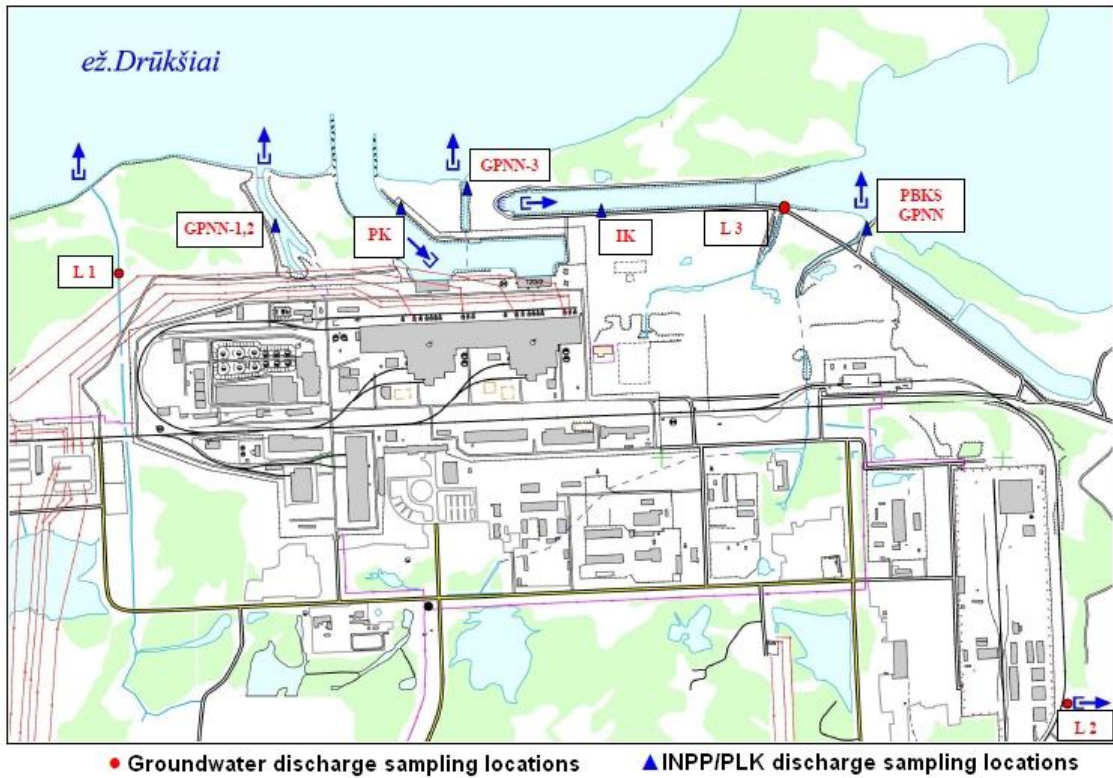 ež.Drūkšiai
GPNN-3
PBKS
GPNN
GPNN-1,2
PK
IK
L 3
L 1
L 2
Groundwater discharge sampling locations
INPP/PLK discharge sampling locations